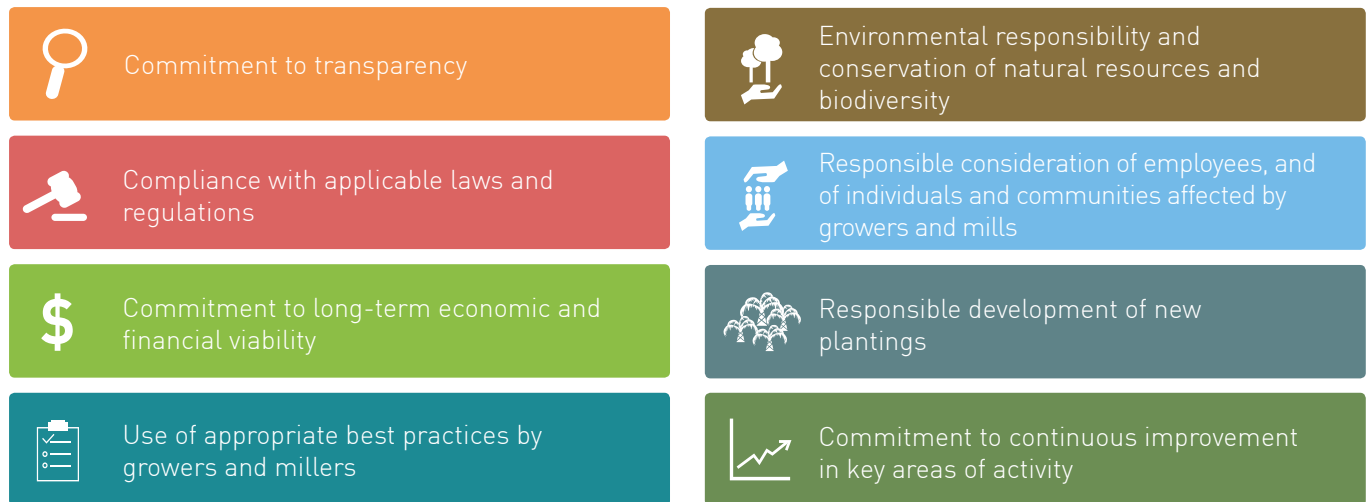 Commitment to transparency
Compliance with applicable laws and
regulations
$
Commitment to long-term economic and
financial viability
Use of appropriate best practices by
growers and millers
Environmental responsibility and
conservation of natural resources and
biodiversity
Responsible consideration of employees, and
of individuals and communities affected by
growers and mills
Responsible development of new
plantings
Commitment to continuous improvement
in key areas of activity